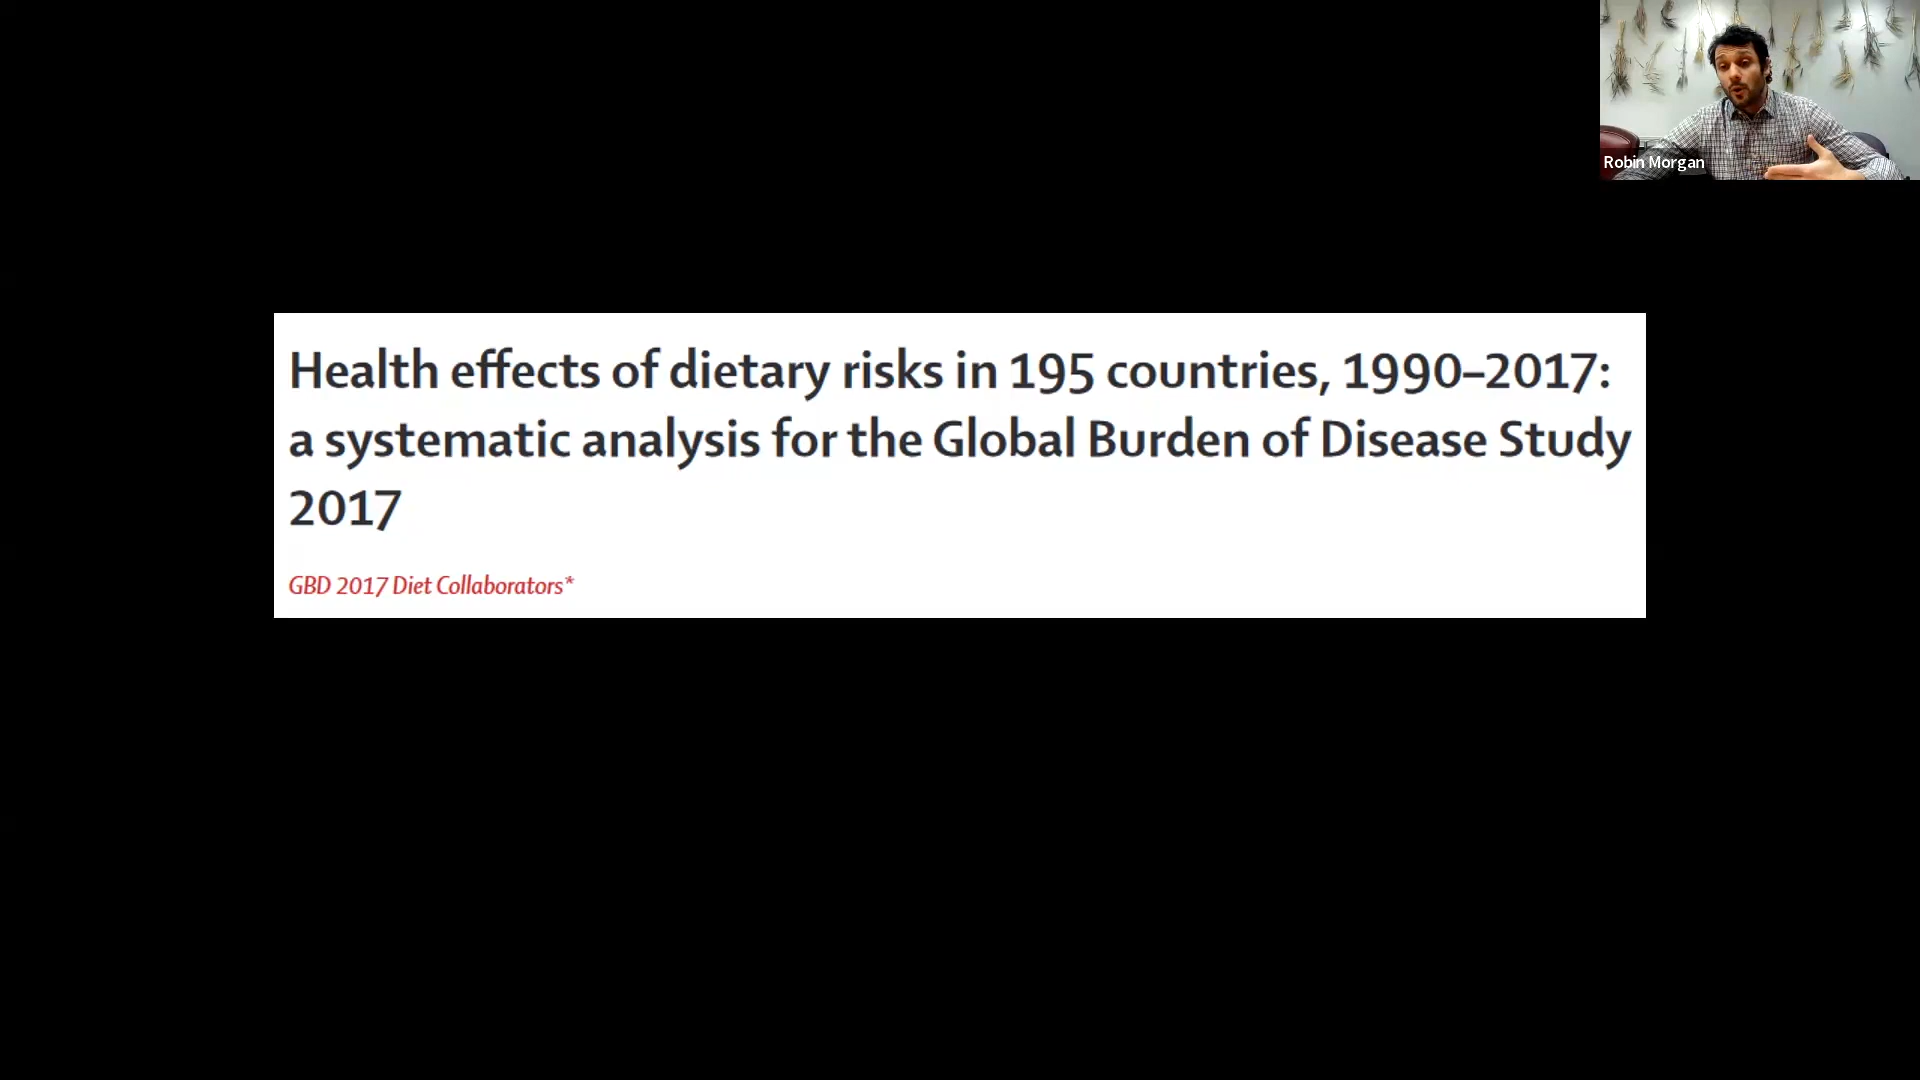 Robin Morgan
Health effects of dietary risks in 195 countries, 1990–2017:
a systematic analysis for the Global Burden of Disease Study
2017
GBD 2017 Diet Collaborators*